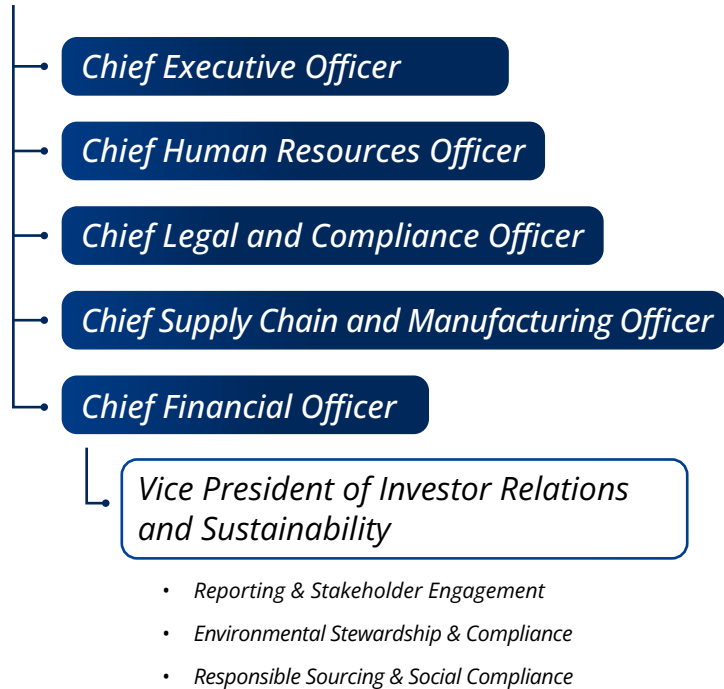 Chief Executive Officer
Chief Human Resources Officer
Chief Legal and Compliance Officer
Chief Supply Chain and Manufacturing Officer
Chief Financial Officer
Vice President of Investor Relations
and Sustainability
• Reporting & Stakeholder Engagement
• Environmental Stewardship & Compliance
• Responsible Sourcing & Social Compliance